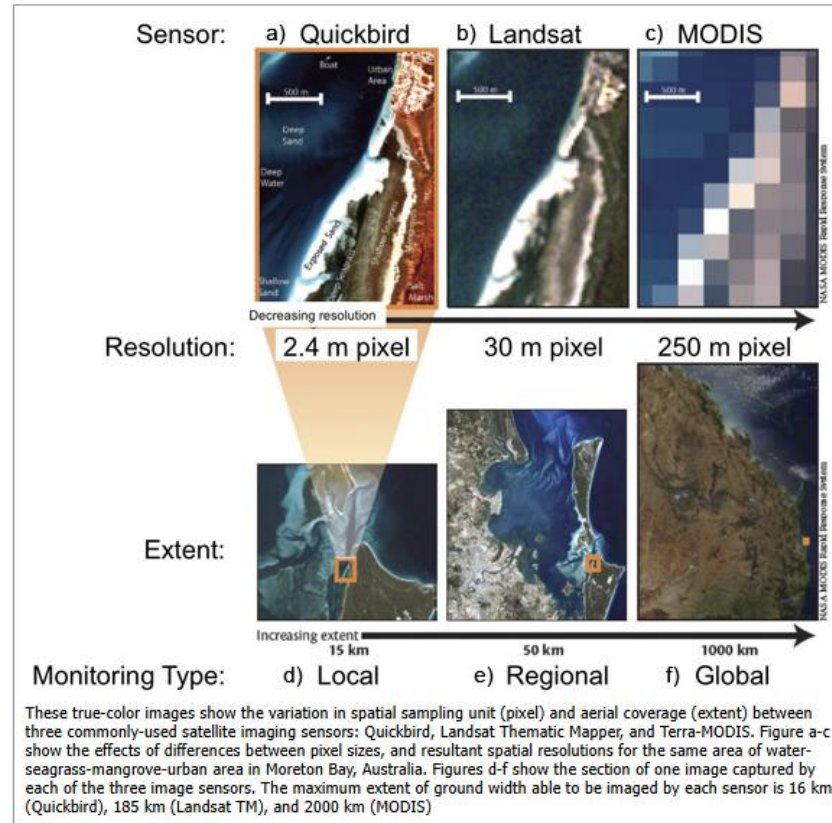 Sensor: a) Quickbird b) Landsat c) MODIS
Boat
Urban
Area
500 m
500 m
500 m
Deep
Sand
Deep
Water
Exposed Sand
Shallow Seagrass
Mangroves
Deep Seagrass
Shallow
Sand
Salt
Marsh
NASA MODIS Rapid Response System
Decreasing resolution
Resolution: 2.4 m pixel 30 m pixel 250 m pixel
Extent:
NASA MODIS Rapid Response System
Increasing extent
15 km 50 km 1000 km
Monitoring Type: d) Local e) Regional f) Global
These true-color images show the variation in spatial sampling unit (pixel) and aerial coverage (extent) between
three commonly-used satellite imaging sensors: Quickbird, Landsat Thematic Mapper, and Terra-MODIS. Figure a-c
show the effects of differences between pixel sizes, and resultant spatial resolutions for the same area of water-
seagrass-mangrove-urban area in Moreton Bay, Australia. Figures d-f show the section of one image captured by
each of the three image sensors. The maximum extent of ground width able to be imaged by each sensor is 16 km
(Quickbird), 185 km (Landsat TM), and 2000 km (MODIS)